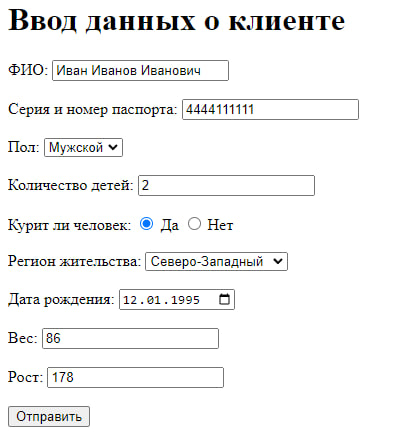 Ввод данных о клиенте
ФИО: Иван Иванов Иванович
Серия и номер паспорта: 4444111111
Пол: Мужской
Количество детей: 2
Курит ли человек: Да Нет
Регион жительства: Северо-Западный
Дата рождения: 12.01.1995
Вес: 86
Рост: 178
Отправить